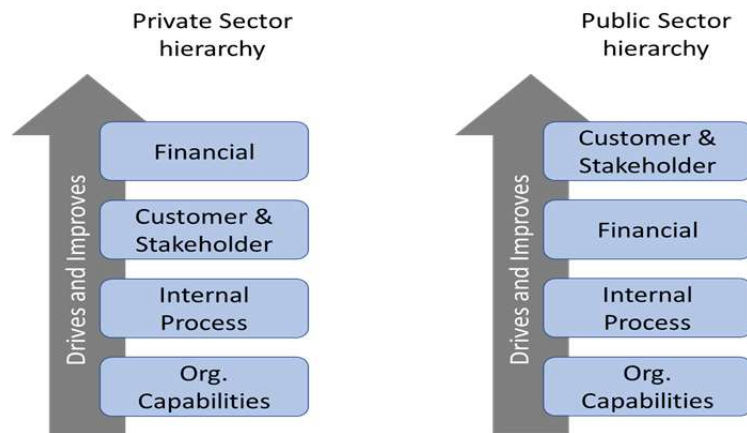 Private Sector
hierarchy
Drives and Improves
Financial
Customer &
Stakeholder
Internal
Process
Org.
Capabilities
Public Sector
hierarchy
Drives and Improves
Customer &
Stakeholder
Financial
Internal
Process
Org.
Capabilities